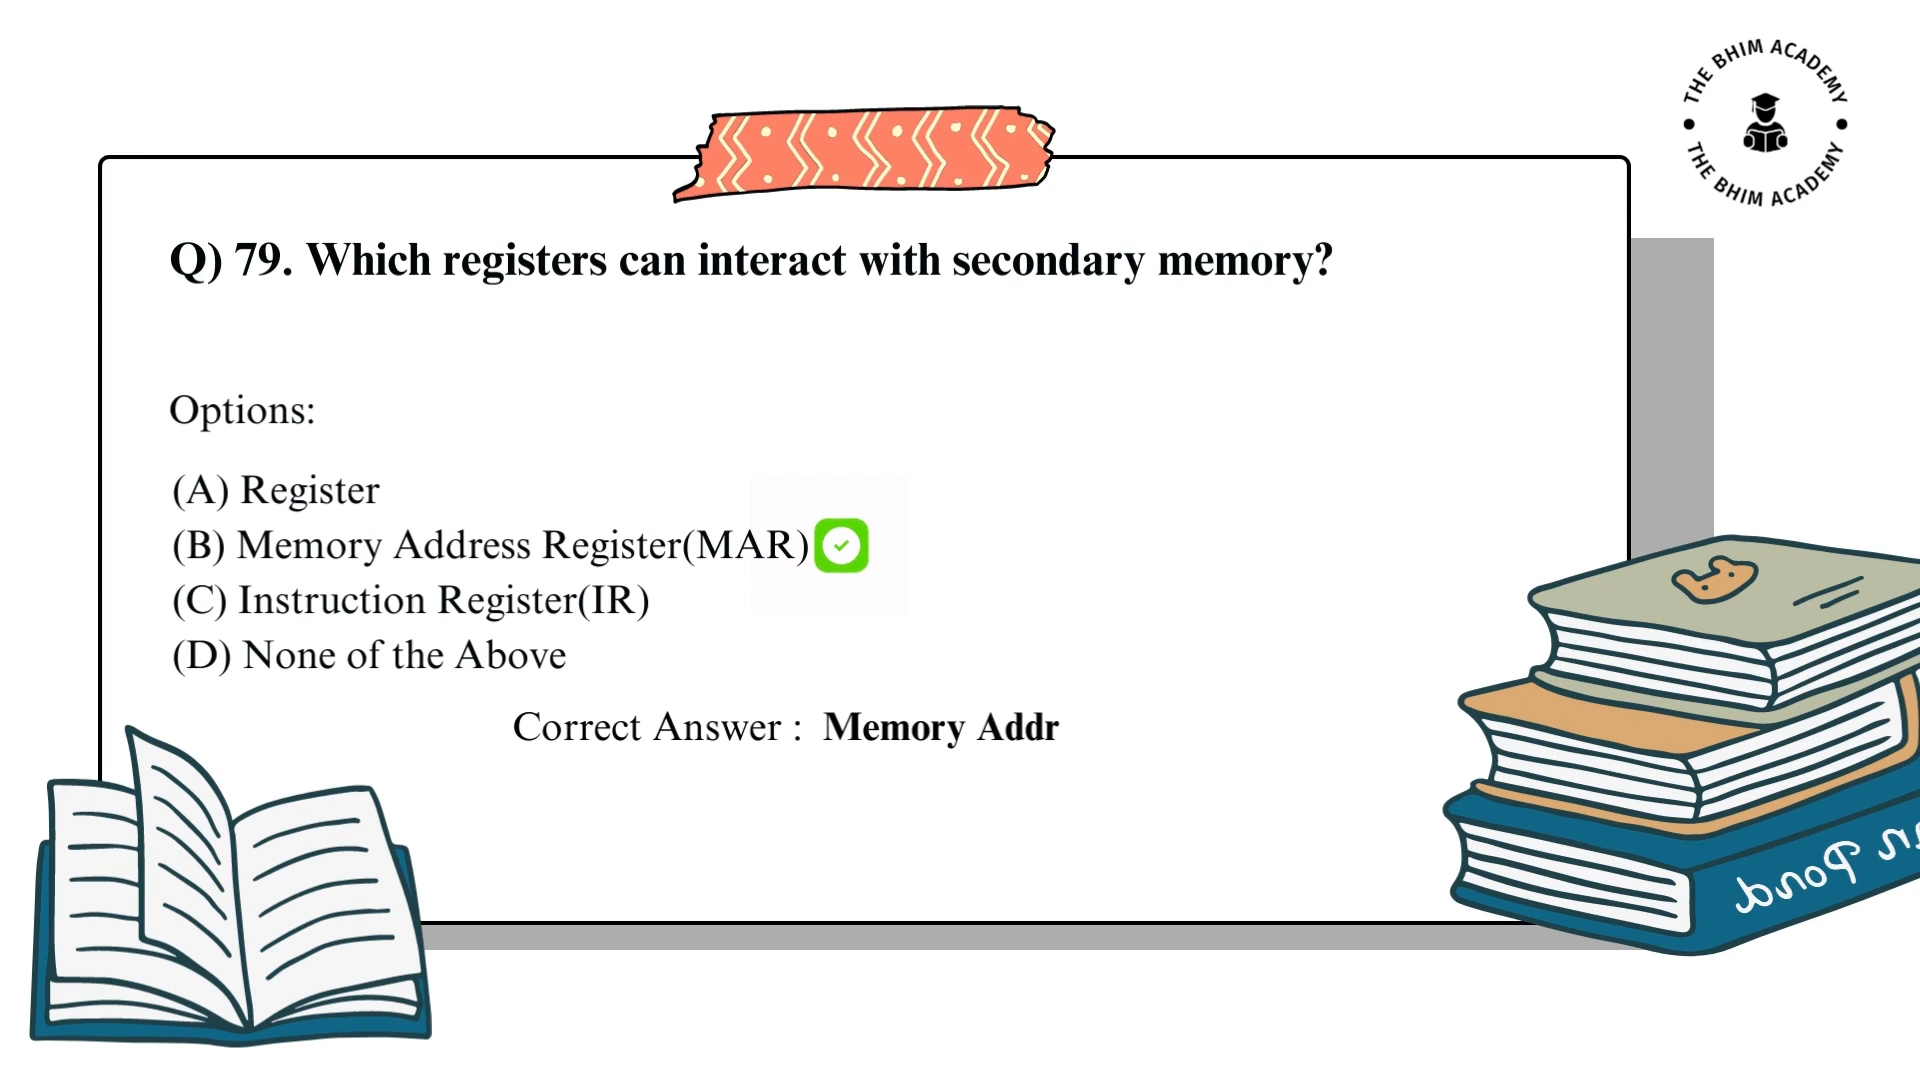 THE BHIM ACADEMY
THE BHIM ACADEMY
Q) 79. Which registers can interact with secondary memory?
Options:
(A) Register
(B) Memory Address Register(MAR)
(C) Instruction Register(IR)
(D) None of the Above
Correct Answer : Memory Addr